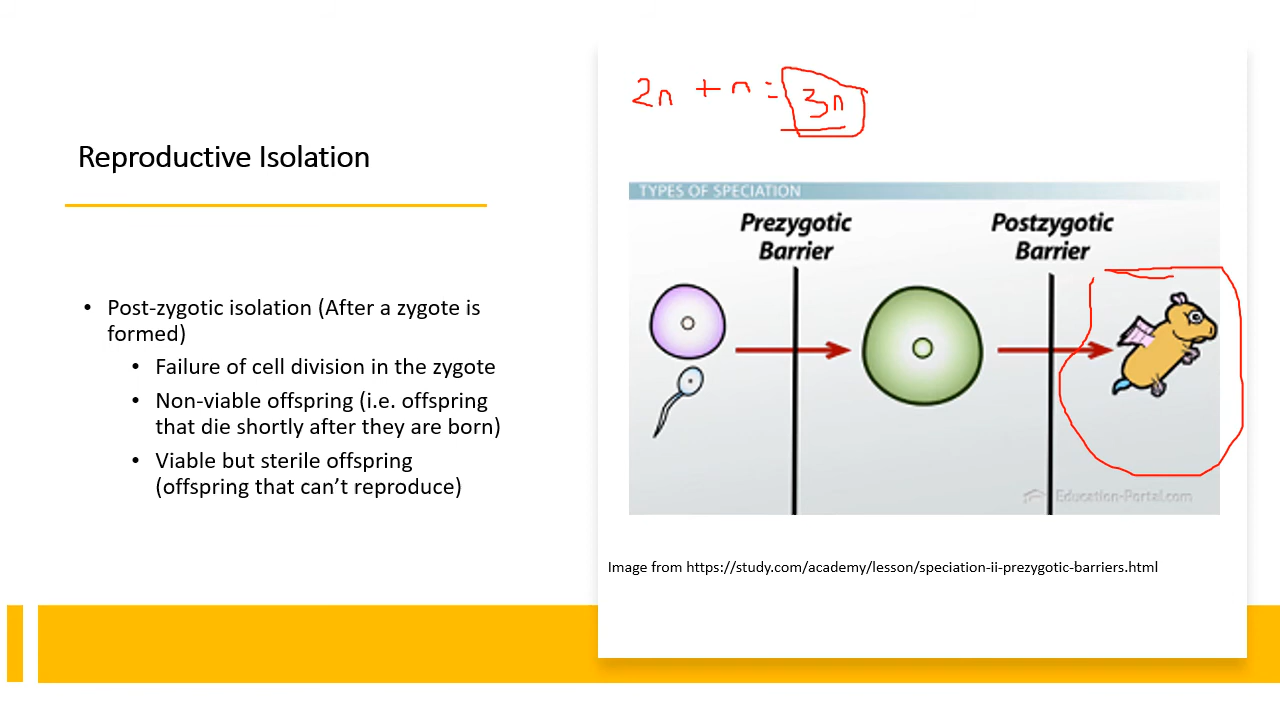 Reproductive Isolation
• Post-zygotic isolation (After a zygote is
formed)
• Failure of cell division in the zygote
• Non-viable offspring (i.e. offspring
that die shortly after they are born)
• Viable but sterile offspring
(offspring that can’t reproduce)
2n + n = 3n
TYPES OF SPECIATION
Prezygotic
Barrier
Postzygotic
Barrier
Education-Portal.com
Image from https://study.com/academy/lesson/speciation-ii-prezygotic-barriers.html